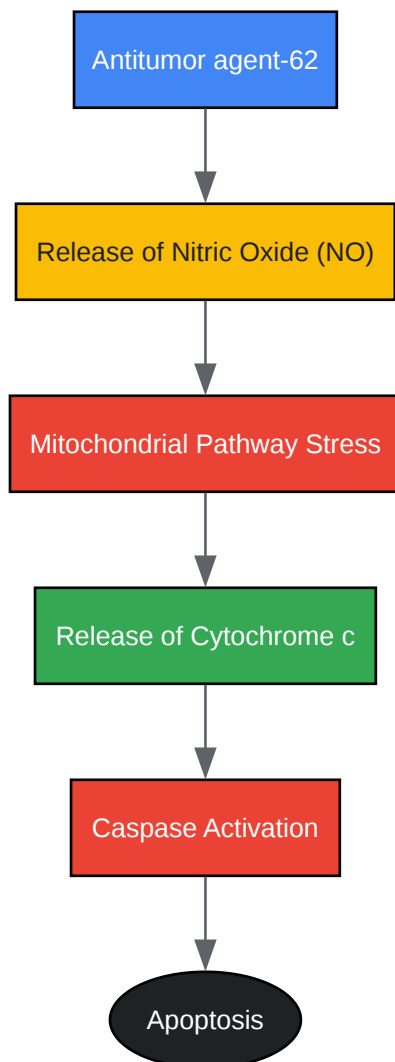 Antitumor agent-62
Release of Nitric Oxide (NO)
Mitochondrial Pathway Stress
Release of Cytochrome c
Caspase Activation
Apoptosis